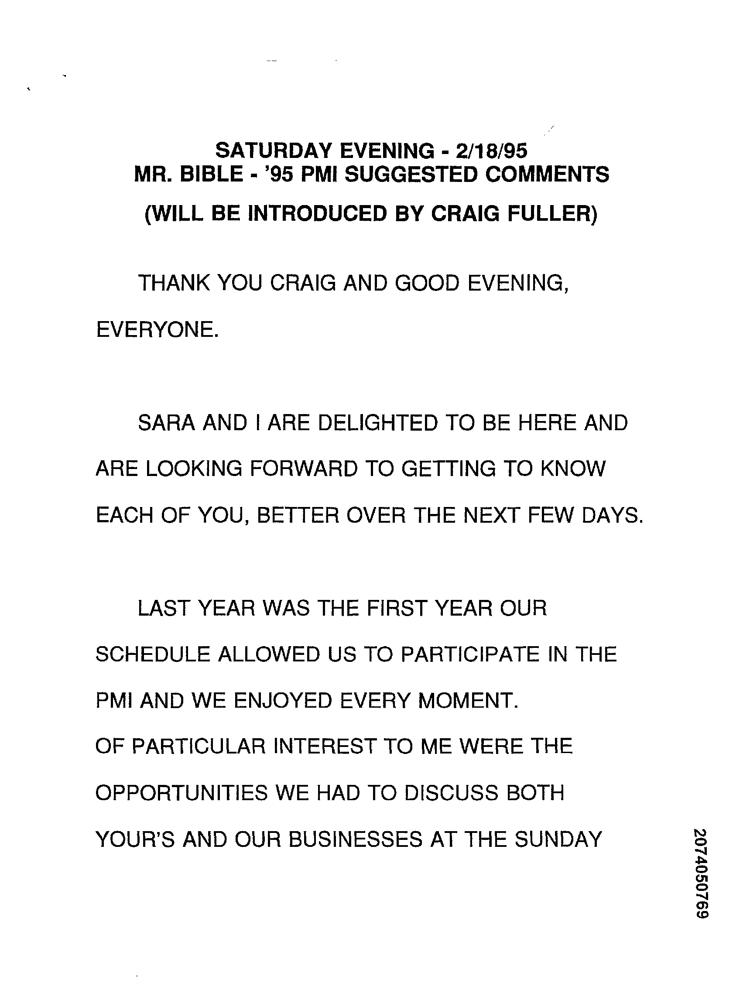 SATURDAY EVENING - 2/18/95
MR. BIBLE - '95 PMI SUGGESTED COMMENTS
(WILL BE INTRODUCED BY CRAIG FULLER)
THANK YOU CRAIG AND GOOD EVENING,
EVERYONE.
SARA AND I ARE DELIGHTED TO BE HERE AND
ARE LOOKING FORWARD TO GETTING TO KNOW
EACH OF YOU, BETTER OVER THE NEXT FEW DAYS.
LAST YEAR WAS THE FIRST YEAR OUR
SCHEDULE ALLOWED US TO PARTICIPATE IN THE
PMI AND WE ENJOYED EVERY MOMENT.
OF PARTICULAR INTEREST TO ME WERE THE
OPPORTUNITIES WE HAD TO DISCUSS BOTH
YOUR'S AND OUR BUSINESSES AT THE SUNDAY
2074050769